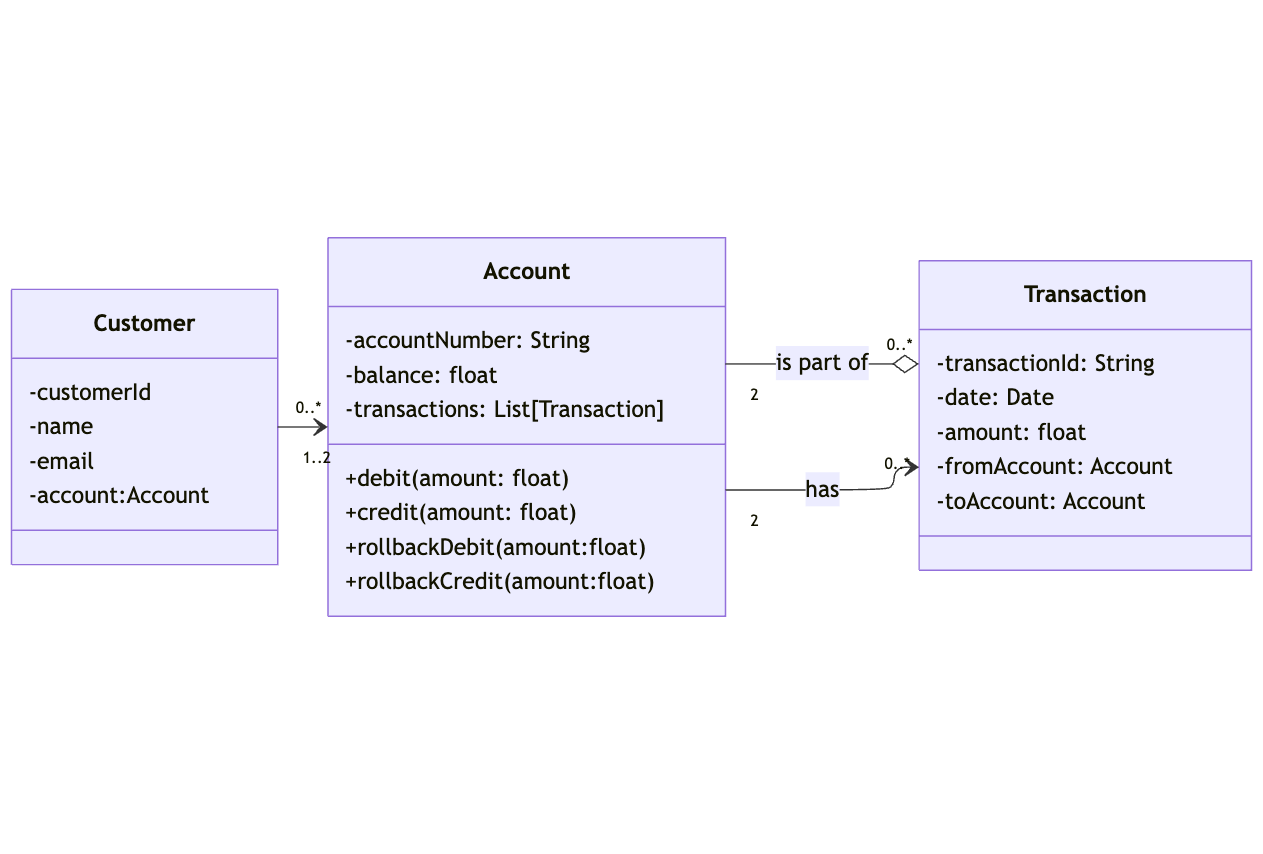 Customer
-customerId
-name
-email
-account:Account
0..*
1..2
Account
-accountNumber: String
-balance: float
-transactions: List[Transaction]
+debit(amount: float)
+credit(amount: float)
+rollbackDebit(amount:float)
+rollbackCredit(amount:float)
is part of
0..*
2
has
0..*
2
Transaction
-transactionId: String
-date: Date
-amount: float
-fromAccount: Account
-toAccount: Account